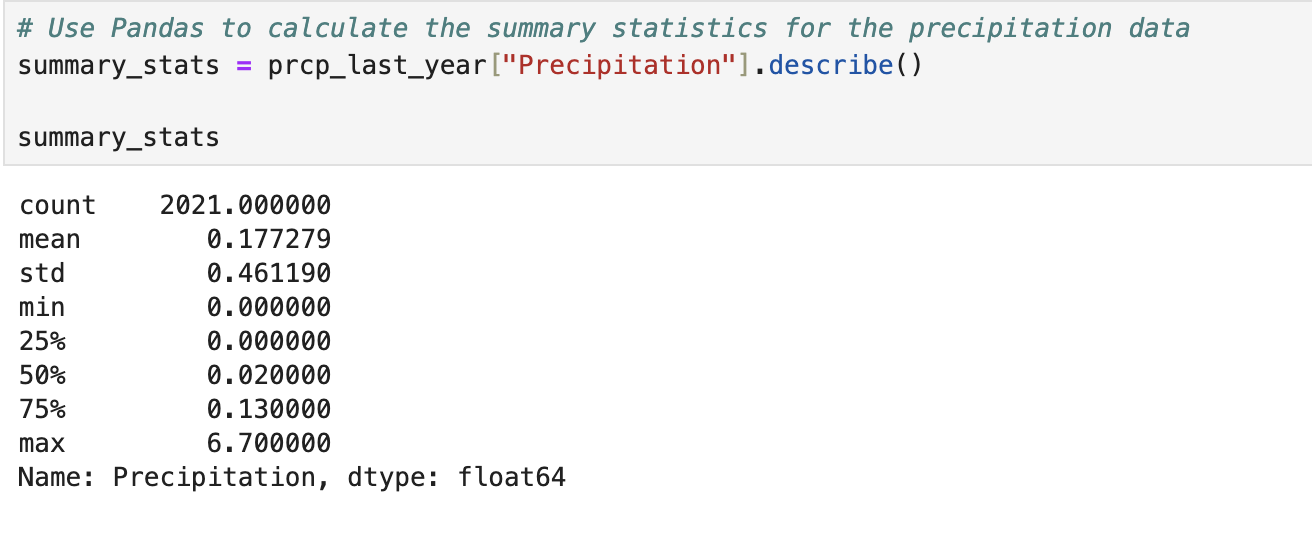 # Use Pandas to calculate the summary statistics for the precipitation data
summary_stats = prcp_last_year["Precipitation"].describe()
summary_stats
count 2021.000000
mean 0.177279
std 0.461190
min 0.000000
25% 0.000000
50% 0.020000
75% 0.130000
max 6.700000
Name: Precipitation, dtype: float64